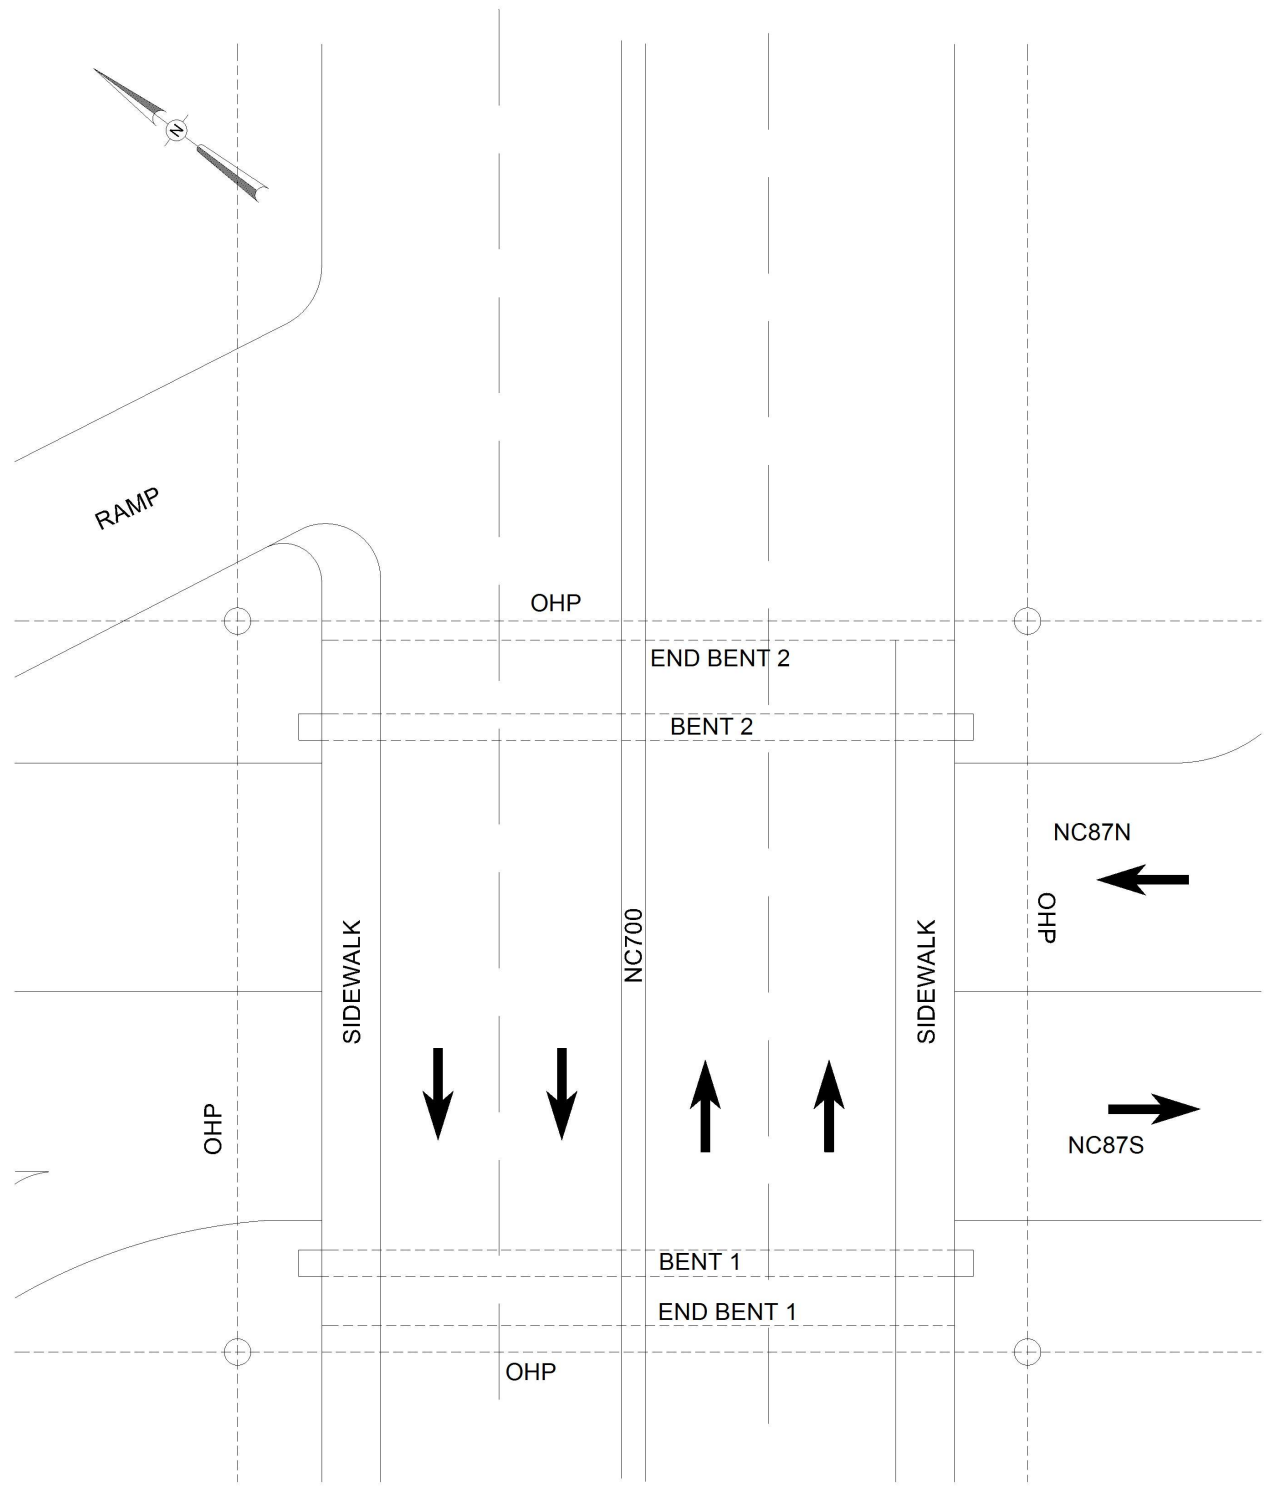 N
RAMP
OHP
END BENT 2
BENT 2
NC87N
OHP
SIDEWALK
NC700
SIDEWALK
OHP
NC87S
BENT 1
END BENT 1
OHP